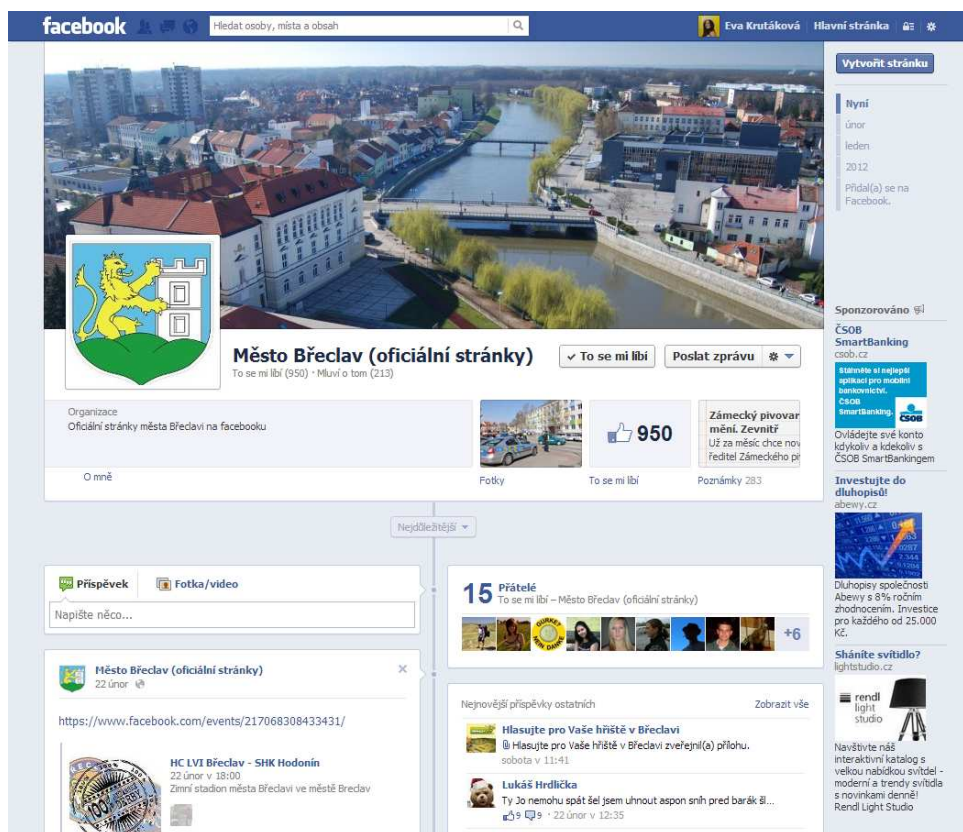 facebook
Hledat osoby, místa a obsah
Eva Krutáková
Hlavní stránka
Vytvořit stránku
Nyní
únor
leden
2012
Přidal(a) se na
Facebook.
Město Břeclav (oficiální stránky)
To se mi líbí (950) · Mluví o tom (213)
✓ To se mi líbí
Poslat zprávu
Organizace
Oficiální stránky města Břeclavi na facebooku
O mně
Fotky
950
To se mi líbí
Zámecký pivovar
mění. Zevnitř
Už za měsíc chce nov
ředitel Zámeckého piv
Poznámky 283
Nejdůležitější
Příspěvek
Fotka/video
Napište něco...
Město Břeclav (oficiální stránky)
22 únor
https://www.facebook.com/events/217068308433431/
HC LVI Břeclav - SHK Hodonín
22 únor v 18:00
Zimní stadion města Břeclavi ve městě Breclav
100%
15 Přátelé
To se mi líbí – Město Břeclav (oficiální stránky)
GURKE?
NEIN DANKE
+6
Nejnovější příspěvky ostatních
Zobrazit vše
Hlasujte pro Vaše hřiště v Břeclavi
Hlasujte pro Vaše hřiště v Břeclavi zveřejnil(a) přílohu.
sobota v 11:41
Lukáš Hrdlička
Ty Jo nemohu spát šel jsem uhnout aspon sníh pred barák šl...
9 9 · 22 únor v 12:35
Sponzorováno
ČSOB
SmartBanking
csob.cz
Stáhněte si nejlepší
aplikaci pro mobilní
bankovnictví.
ČSOB
SmartBanking.
ČSOB
Ovládejte své konto
kdykoliv a kdekoliv s
ČSOB SmartBankingem
Investujte do
dluhopisů!
abewy.cz
Dluhopisy společnosti
Abewy s 8% ročním
zhodnocením. Investice
pro každého od 25.000
Kč.
Sháníte svítidlo?
lightstudio.cz
rendl
light
studio
Navštivte náš
interaktivní katalog s
velkou nabídkou svítdel -
moderní a trendy svítidla
s novinkami denně!
Rendl Light Studio